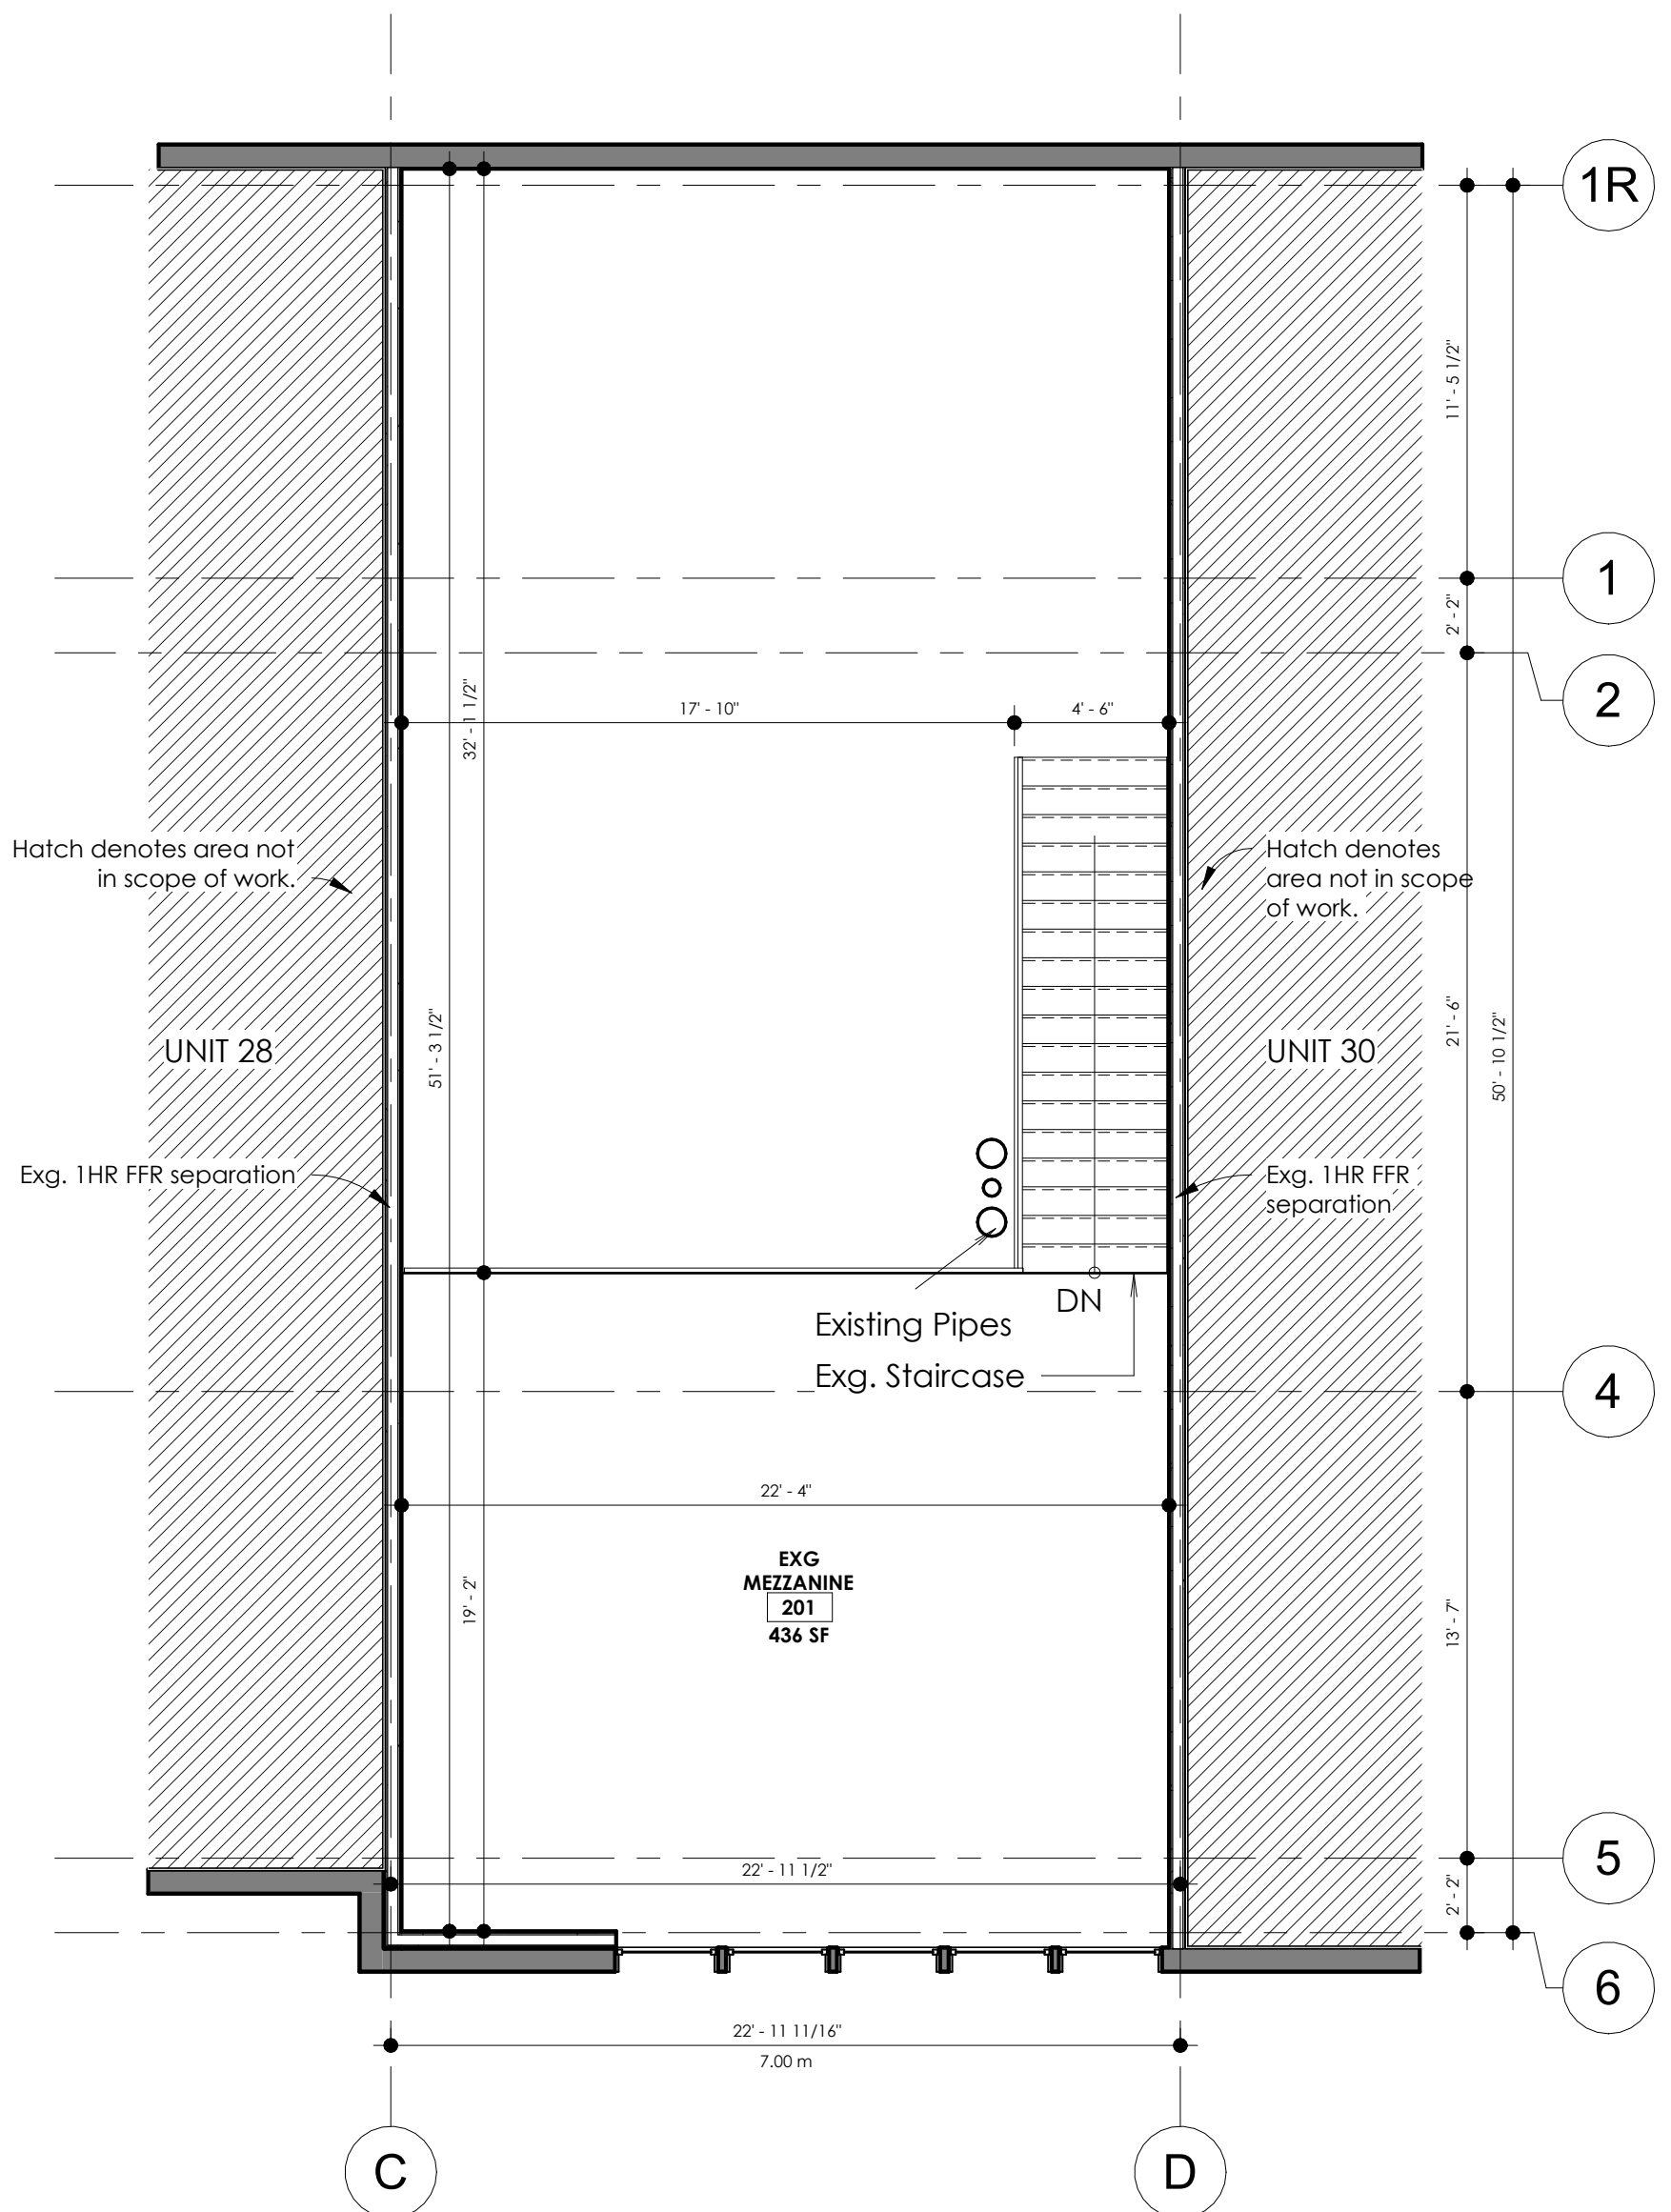 1R
11' - 5 1/2"
1
2' - 2"
2
32' - 1 1/2"
17' - 10"
4' - 6"
Hatch denotes area not
in scope of work.
Hatch denotes
area not in scope
of work.
51' - 3 1/2"
UNIT 28
UNIT 30
21' - 6"
50' - 10 1/2"
Exg. 1HR FFR separation
Exg. 1HR FFR
separation
DN
Existing Pipes
Exg. Staircase
4
22' - 4"
EXG
MEZZANINE
201
436 SF
19' - 2"
13' - 7"
5
22' - 11 1/2"
2' - 2"
6
22' - 11 11/16"
7.00 m
C
D